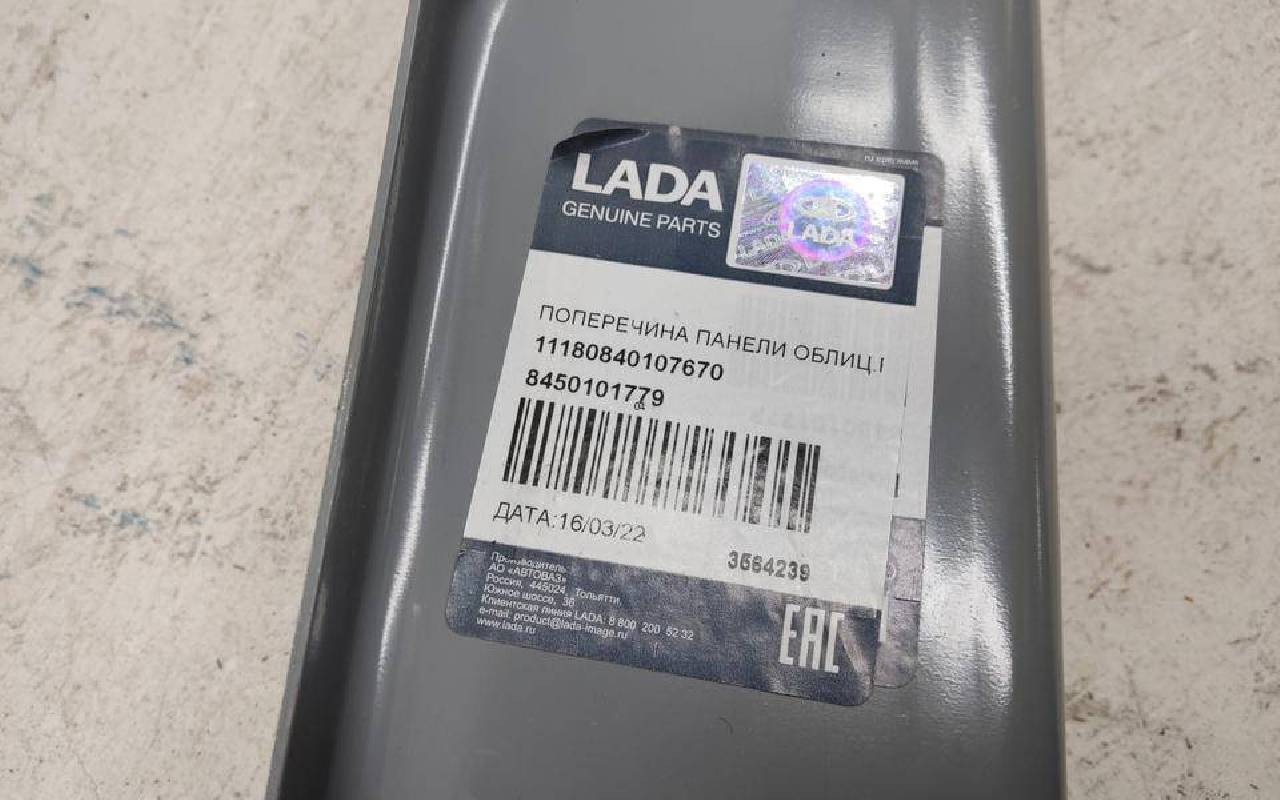 LADA
GENUINE PARTS
LADA
ПОПЕРЕЧИНА ПАНЕЛИ ОБЛИЦ.
11180840107670
8450101779
04
ДАТА:16/03/22
3664239
Производитель
АО «АВТОВАЗ»
Россия, 445024, Тольятти,
Южное шоссе, 36
Клиентская линия LADA: 8 800 200 52 32
e-mail: product@lada-image.ru
www.lada.ru
EAC